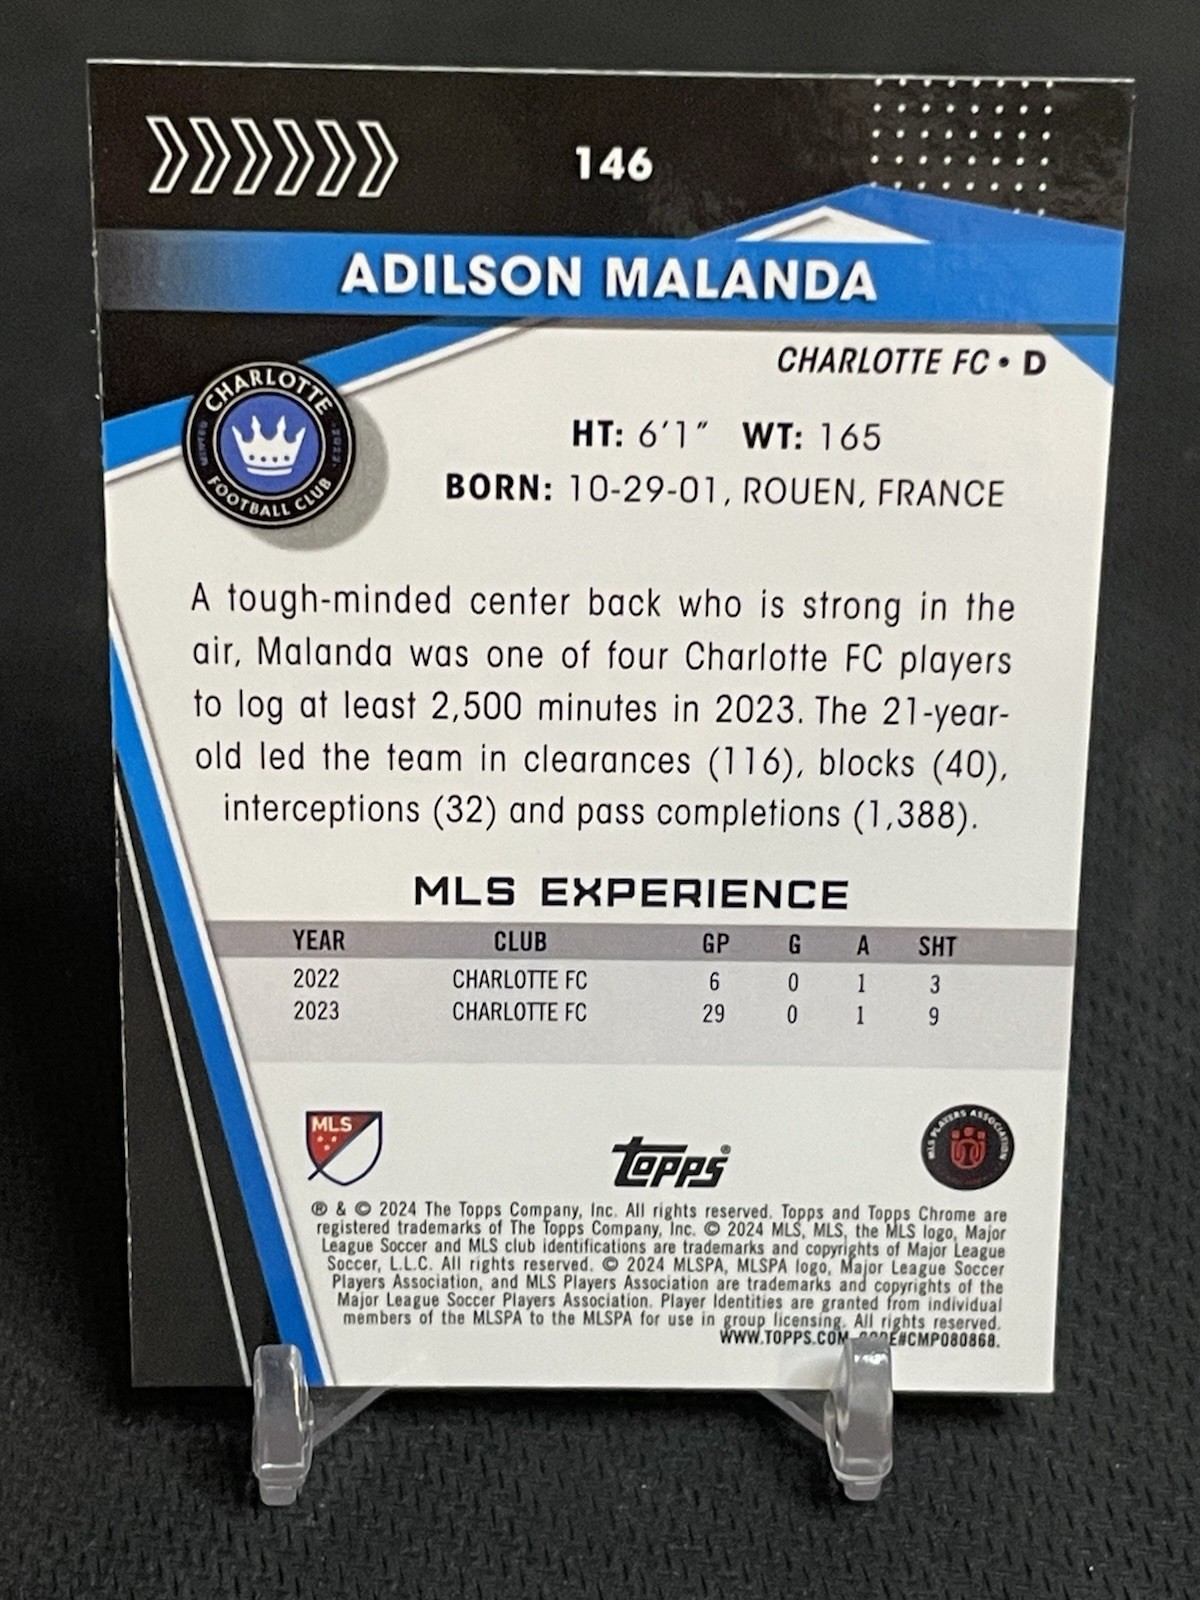 146
ADILSON MALANDA
CHARLOTTE FC • D
CHARLOTTE
FOOTBALL CLUB
HT: 6'1" WT: 165
BORN: 10-29-01, ROUEN, FRANCE
A tough-minded center back who is strong in the
air, Malanda was one of four Charlotte FC players
to log at least 2,500 minutes in 2023. The 21-year-
old led the team in clearances (116), blocks (40),
interceptions (32) and pass completions (1,388).
MLS EXPERIENCE
YEAR CLUB GP G A SHT
2022 CHARLOTTE FC 6 0 1 3
2023 CHARLOTTE FC 29 0 1 9
MLS
topps®
MLS PLAYERS ASSOCIATION
® & © 2024 The Topps Company, Inc. All rights reserved. Topps and Topps Chrome are
registered trademarks of The Topps Company, Inc. © 2024 MLS, MLS, the MLS logo, Major
League Soccer and MLS club identifications are trademarks and copyrights of Major League
Soccer, L.L.C. All rights reserved. © 2024 MLSPA, MLSPA logo, Major League Soccer
Players Association, and MLS Players Association are trademarks and copyrights of the
Major League Soccer Players Association. Player Identities are granted from individual
members of the MLSPA to the MLSPA for use in group licensing. All rights reserved.
WWW.TOPPS.COM